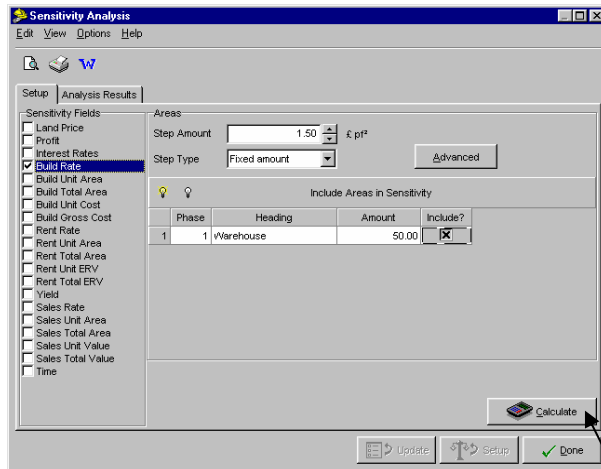 Sensitivity Analysis
Edit View Options Help
W
Setup Analysis Results
Sensitivity Fields
Land Price
Profit
Interest Rates
Build Rate
Build Unit Area
Build Total Area
Build Unit Cost
Build Gross Cost
Rent Rate
Rent Unit Area
Rent Total Area
Rent Unit ERV
Rent Total ERV
Yield
Sales Rate
Sales Unit Area
Sales Total Area
Sales Unit Value
Sales Total Value
Time
Areas
Step Amount 1.50 £ pf²
Step Type Fixed amount Advanced
Include Areas in Sensitivity
Phase Heading Amount Include?
1 1 Warehouse 50.00
Calculate
Update Setup Done